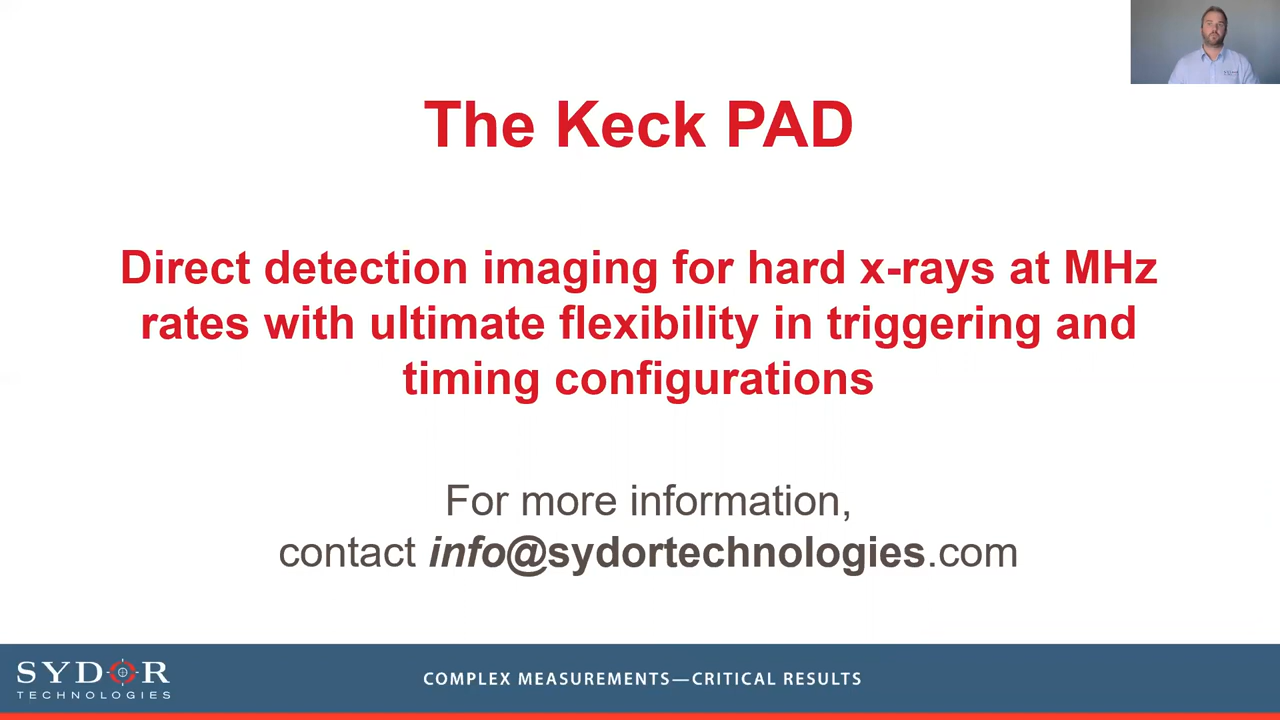 The Keck PAD
Direct detection imaging for hard x-rays at MHz
rates with ultimate flexibility in triggering and
timing configurations
For more information,
contact info@sydortechnologies.com
SYDOR
TECHNOLOGIES
COMPLEX MEASUREMENTS—CRITICAL RESULTS